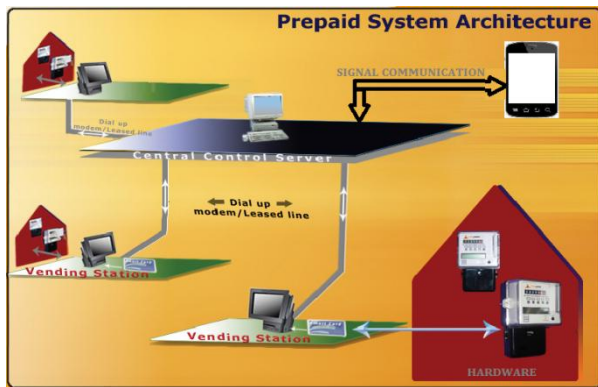 Prepaid System Architecture
SIGNAL COMMUNICATION
Dial up
modem/Leased line
Central Control Server
Dial up
modem/Leased line
Vending Station
Vending Station
HARDWARE